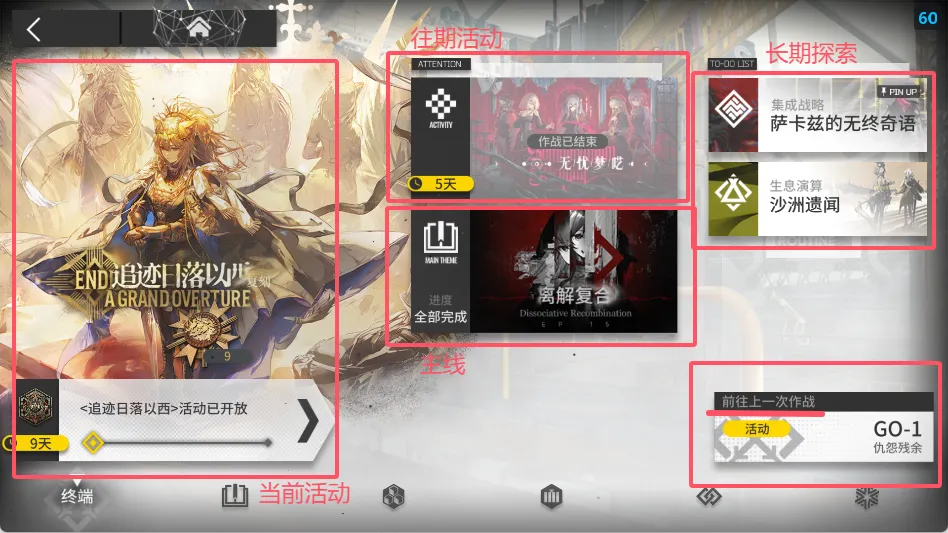 60
往期活动
ATTENTION
ACTIVITY
作战已结束
无忧梦呓
5天
长期探索
TO-DO LIST
PIN UP
集成战略
萨卡兹的无终奇语
生息演算
沙洲遗闻
END
追迹日落以西
复刻
A GRAND OVERTURE
9
<追迹日落以西>活动已开放
9天
MAIN THEME
进度
全部完成
离解复合
Dissociative Recombination
EP 15
主线
前往上一次作战
活动
GO-1
仇怨残余
终端
当前活动